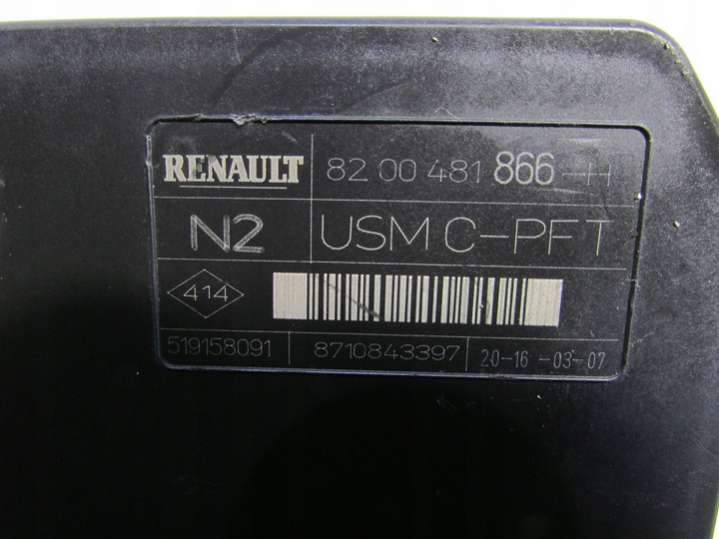 RENAULT 82 00 481 866--H
N2 USM C-PFT
414
519158091 8710843397 20-16 -03-07